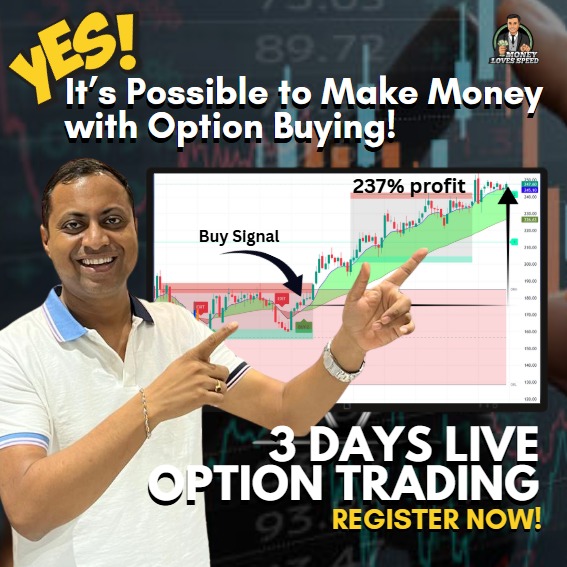 YES!
MONEY
LOVES SPEED
It's Possible to Make Money
with Option Buying!
237% profit
Buy Signal
3 DAYS LIVE
OPTION TRADING
REGISTER NOW!